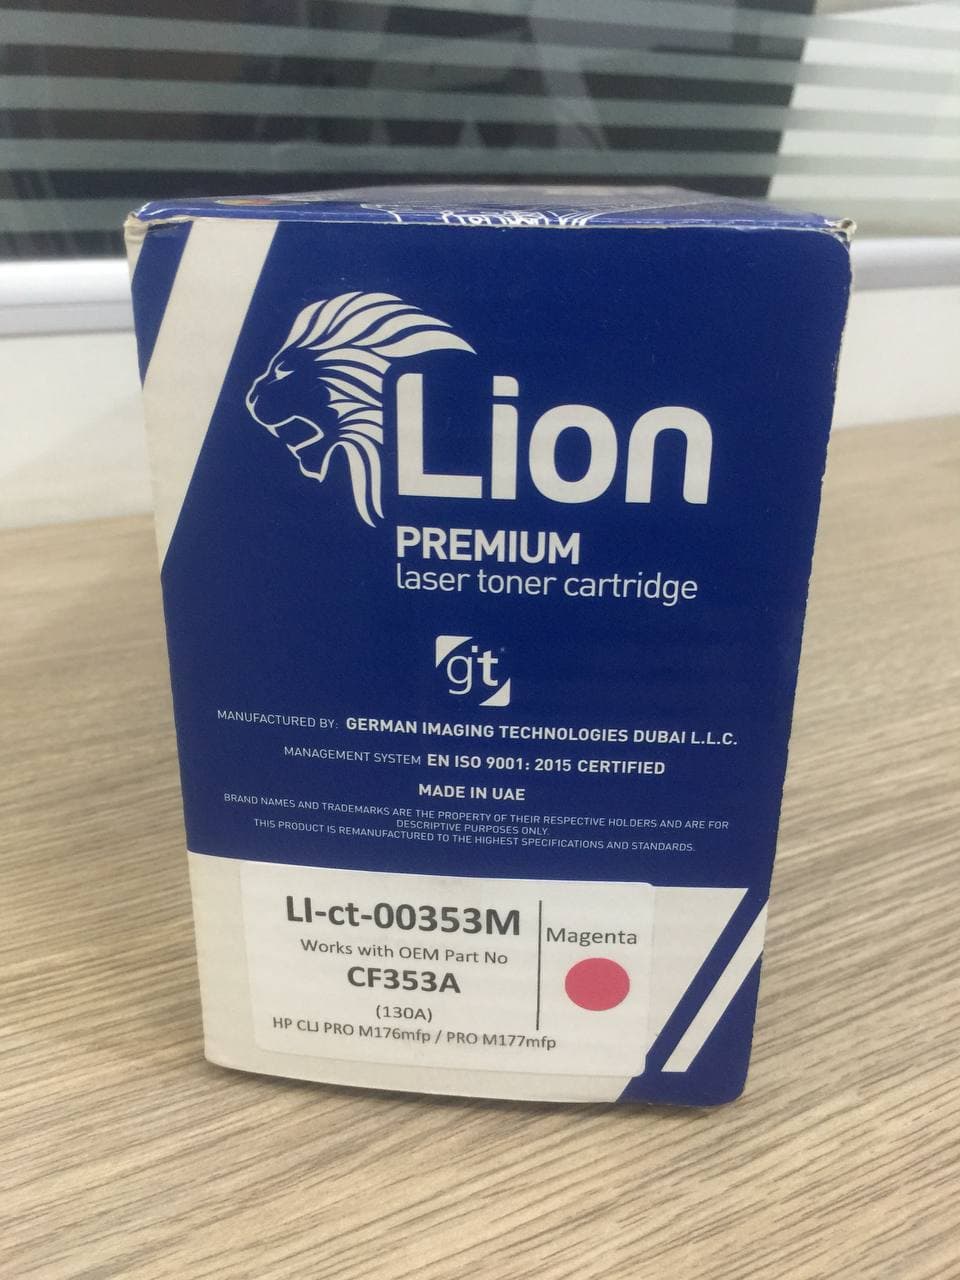 Lion
PREMIUM
laser toner cartridge
git
MANUFACTURED BY: GERMAN IMAGING TECHNOLOGIES DUBAI L.L.C.
MANAGEMENT SYSTEM EN ISO 9001: 2015 CERTIFIED
MADE IN UAE
BRAND NAMES AND TRADEMARKS ARE THE PROPERTY OF THEIR RESPECTIVE HOLDERS AND ARE FOR
DESCRIPTIVE PURPOSES ONLY.
THIS PRODUCT IS REMANUFACTURED TO THE HIGHEST SPECIFICATIONS AND STANDARDS.
LI-ct-00353M
Magenta
Works with OEM Part No
CF353A
(130A)
HP CLJ PRO M176mfp / PRO M177mfp